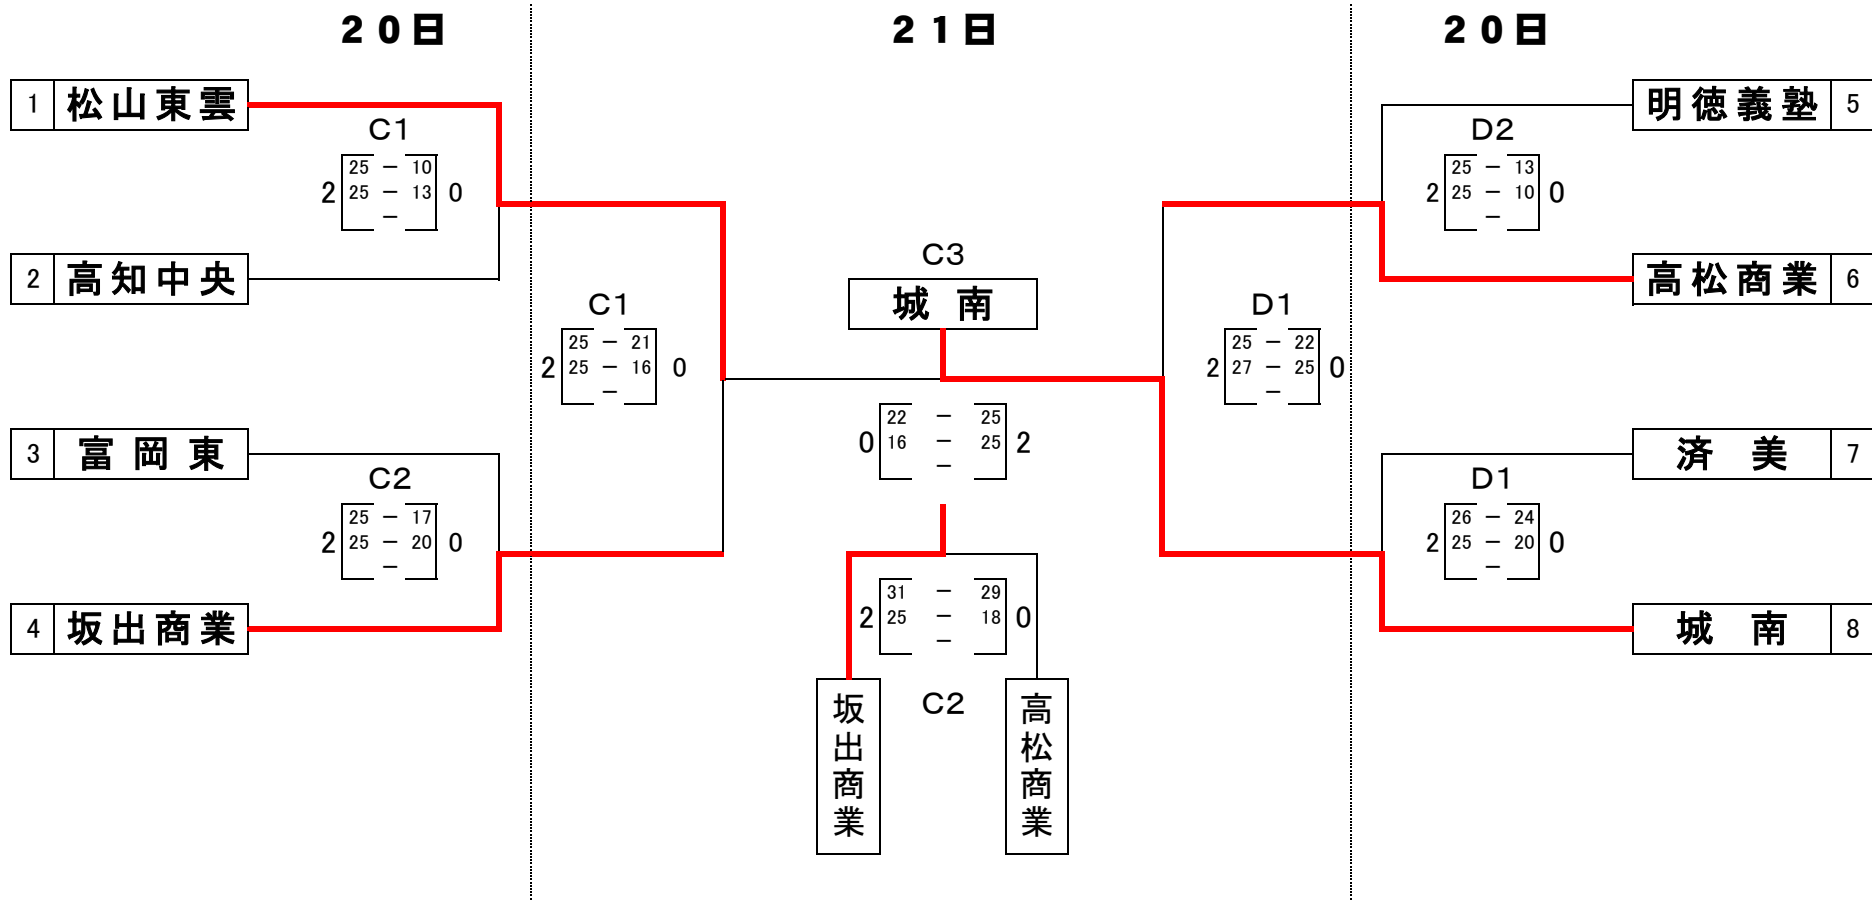 ２０日
２１日
２０日
1 松山東雲
C1
25 － 10
2 25 － 13 0
－
2 高知中央
C1
25 － 21
2 25 － 16 0
－
3 富岡東
C2
25 － 17
2 25 － 20 0
－
4 坂出商業
C3
城南
22 － 25
0 16 － 25 2
－
31 － 29
2 25 － 18 0
－
C2
坂出商業
高松商業
明徳義塾 5
D2
25 － 13
2 25 － 10 0
－
高松商業 6
D1
25 － 22
2 27 － 25 0
－
済美 7
D1
26 － 24
2 25 － 20 0
－
城南 8